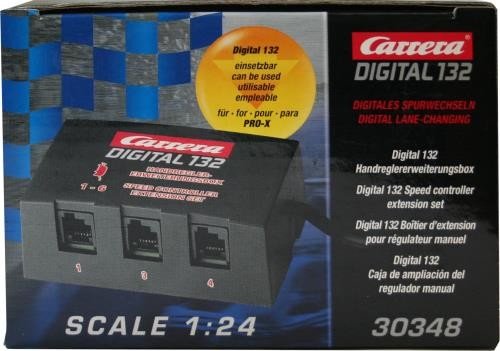 Digital 132
einsetzbar
can be used
utilisable
empleable
für · for · pour · para
PRO-X
Carrera
DIGITAL 132
DIGITALES SPURWECHSELN
DIGITAL LANE-CHANGING
Digital 132
Handreglererweiterungsbox
Digital 132 Speed controller
extension set
Digital 132 Boîtier d'extension
pour régulateur manuel
Digital 132
Caja de ampliación del
regulador manual
Carrera
DIGITAL 132
HANDREGLER-
ERWEITERUNGSBOX
1 - 6
SPEED CONTROLLER
EXTENSION SET
1
3
4
SCALE 1:24
30348